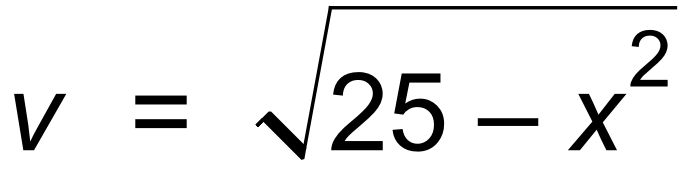 v = √25 − x²